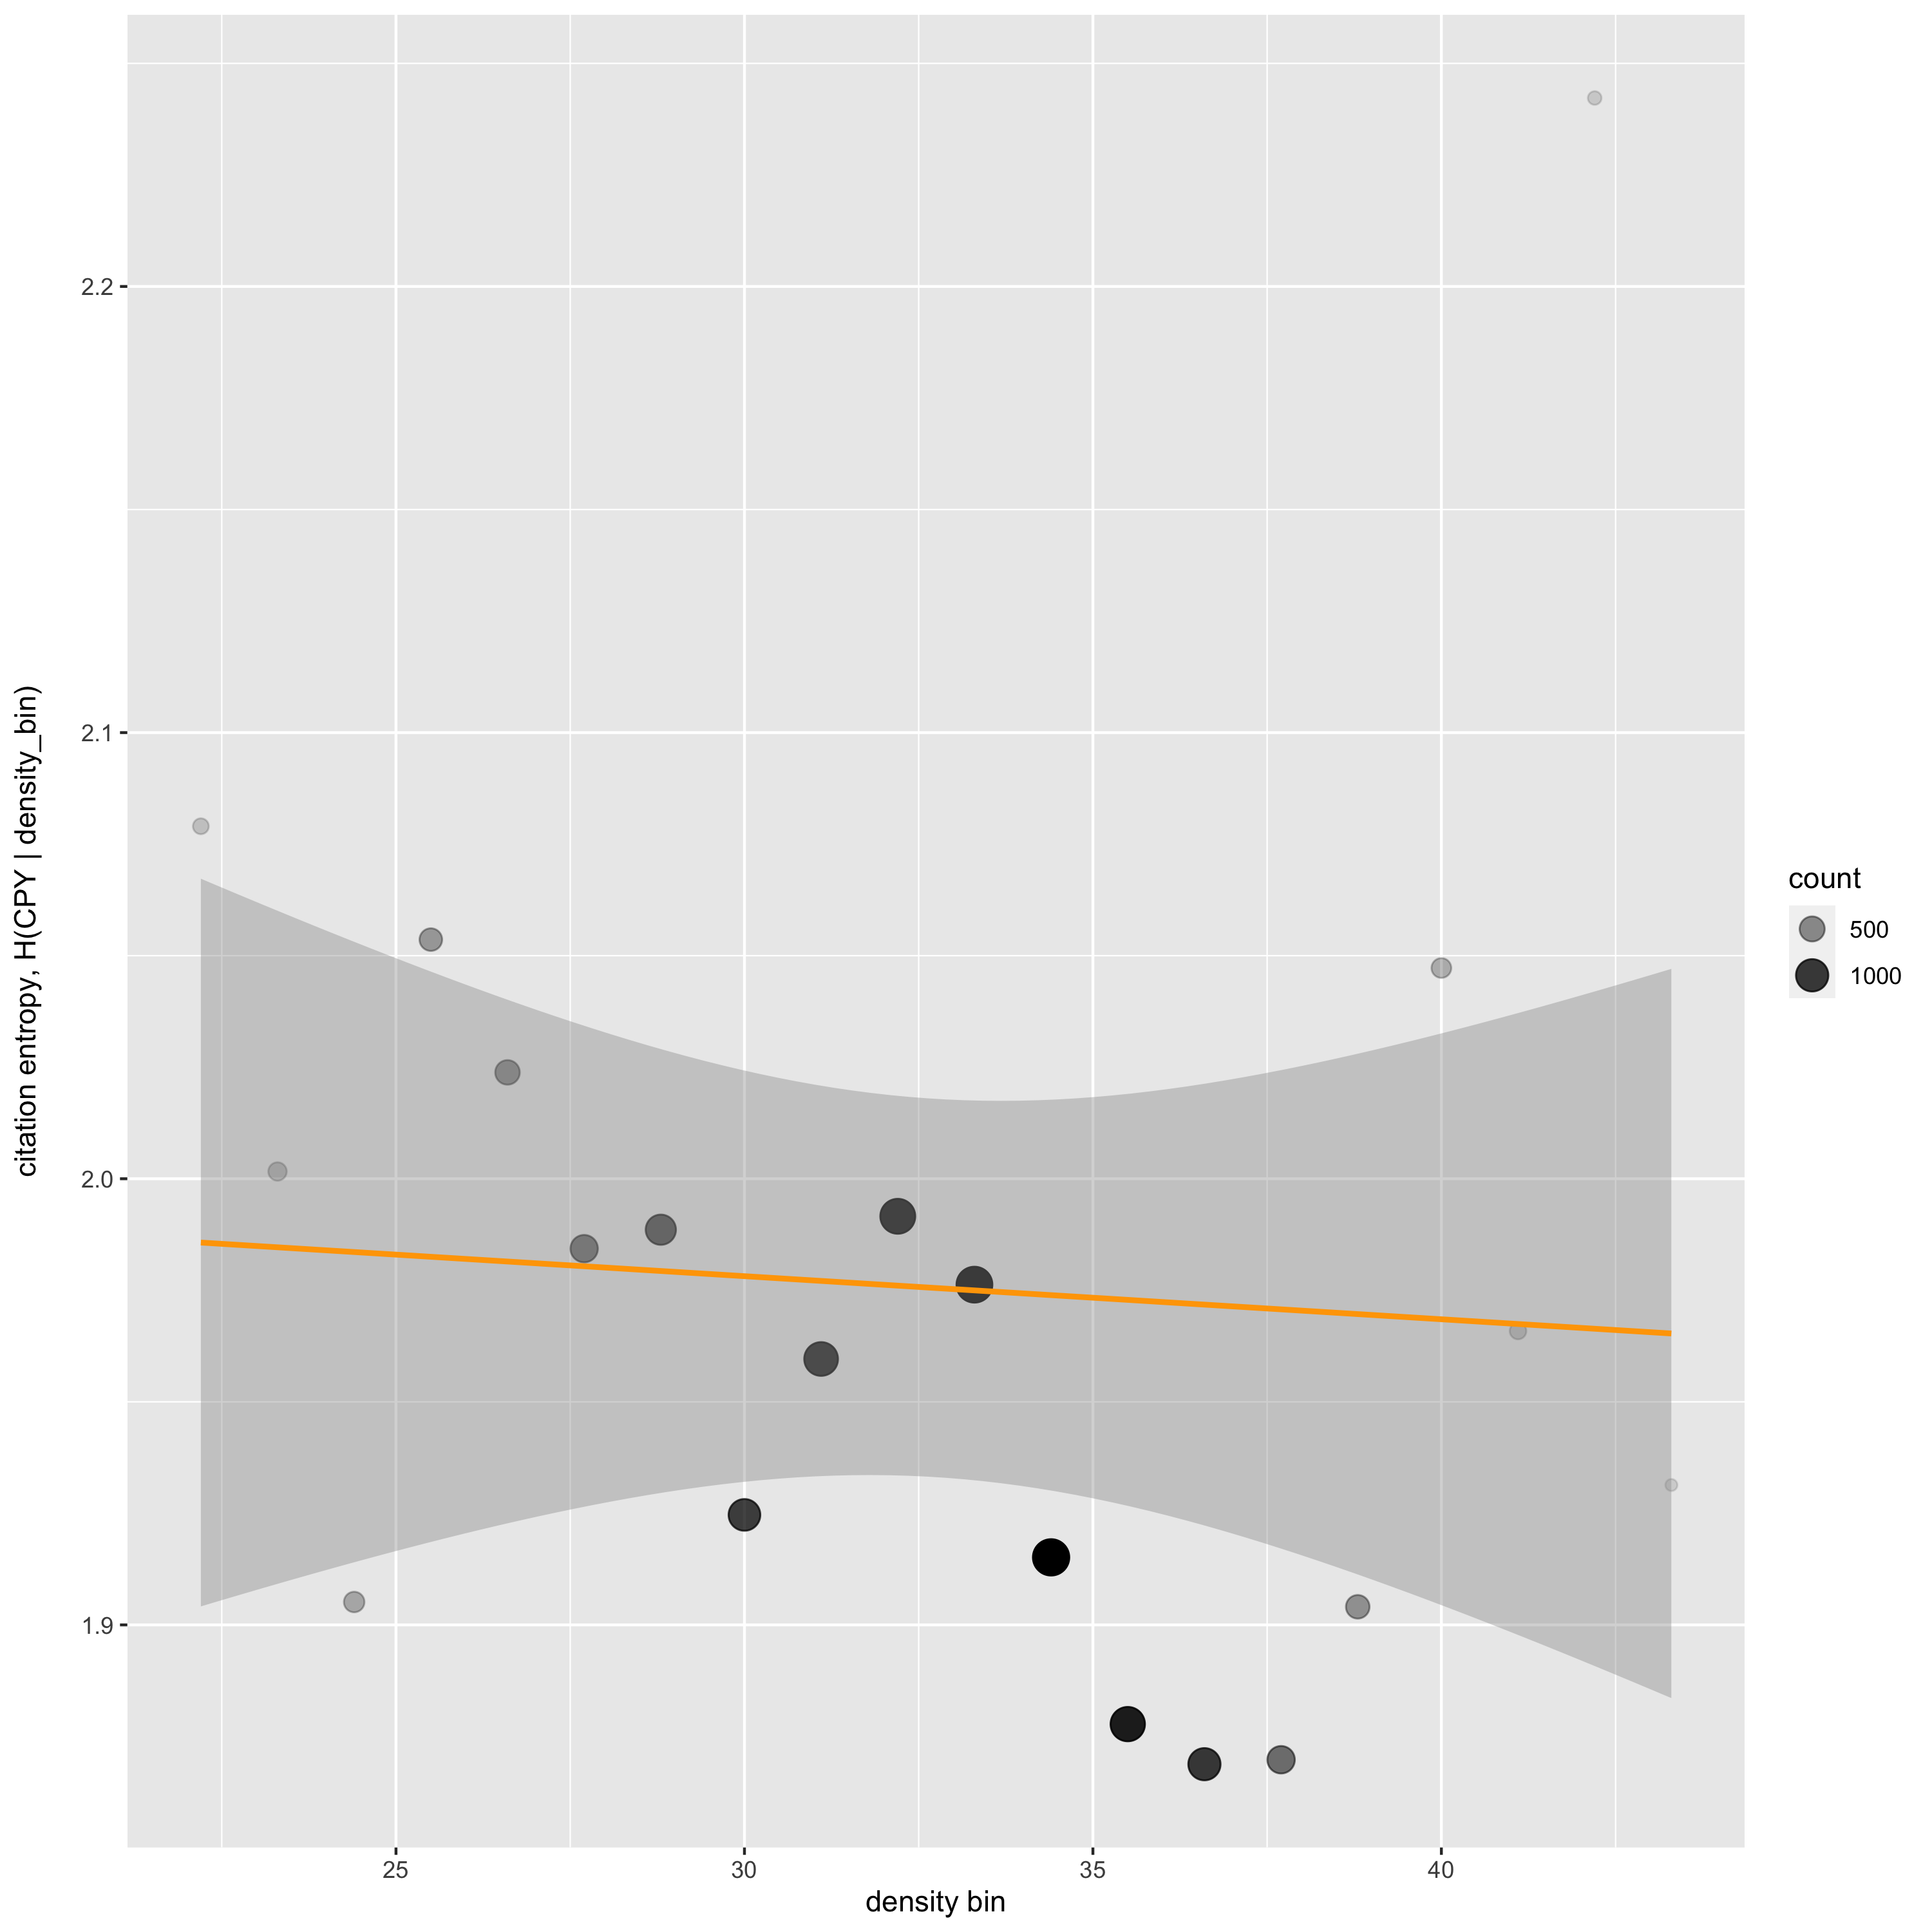 citation entropy, H(CPY | density_bin)
2.2
2.1
2.0
1.9
25 30 35 40
density bin
count
500
1000